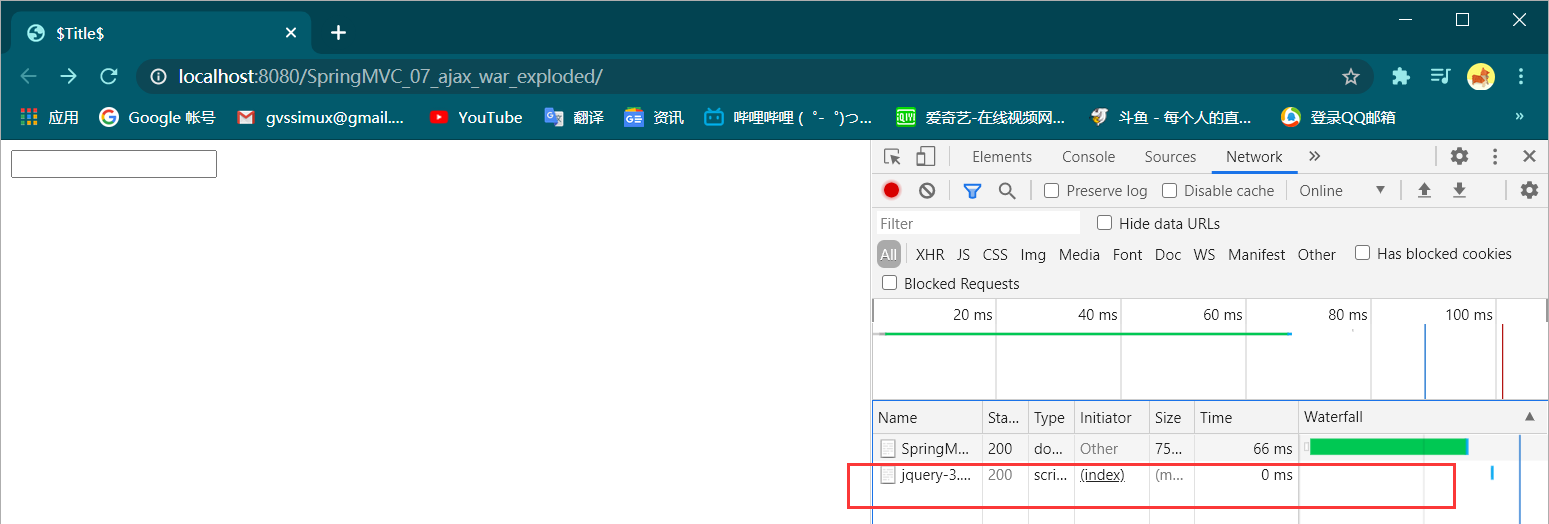 $Title$
localhost:8080/SpringMVC_07_ajax_war_exploded/
应用 Google 帐号 gvssimux@gmail.... YouTube 翻译 资讯 哔哩哔哩 ( ゜- ゜)つ... 爱奇艺-在线视频网... 斗鱼 - 每个人的直... 登录QQ邮箱 »
Elements Console Sources Network »
Preserve log Disable cache Online
Filter Hide data URLs
All XHR JS CSS Img Media Font Doc WS Manifest Other Has blocked cookies
Blocked Requests
20 ms 40 ms 60 ms 80 ms 100 ms
Name Sta... Type Initiator Size Time Waterfall
SpringM... 200 do... Other 75... 66 ms
jquery-3.... 200 scri... (index) (m... 0 ms